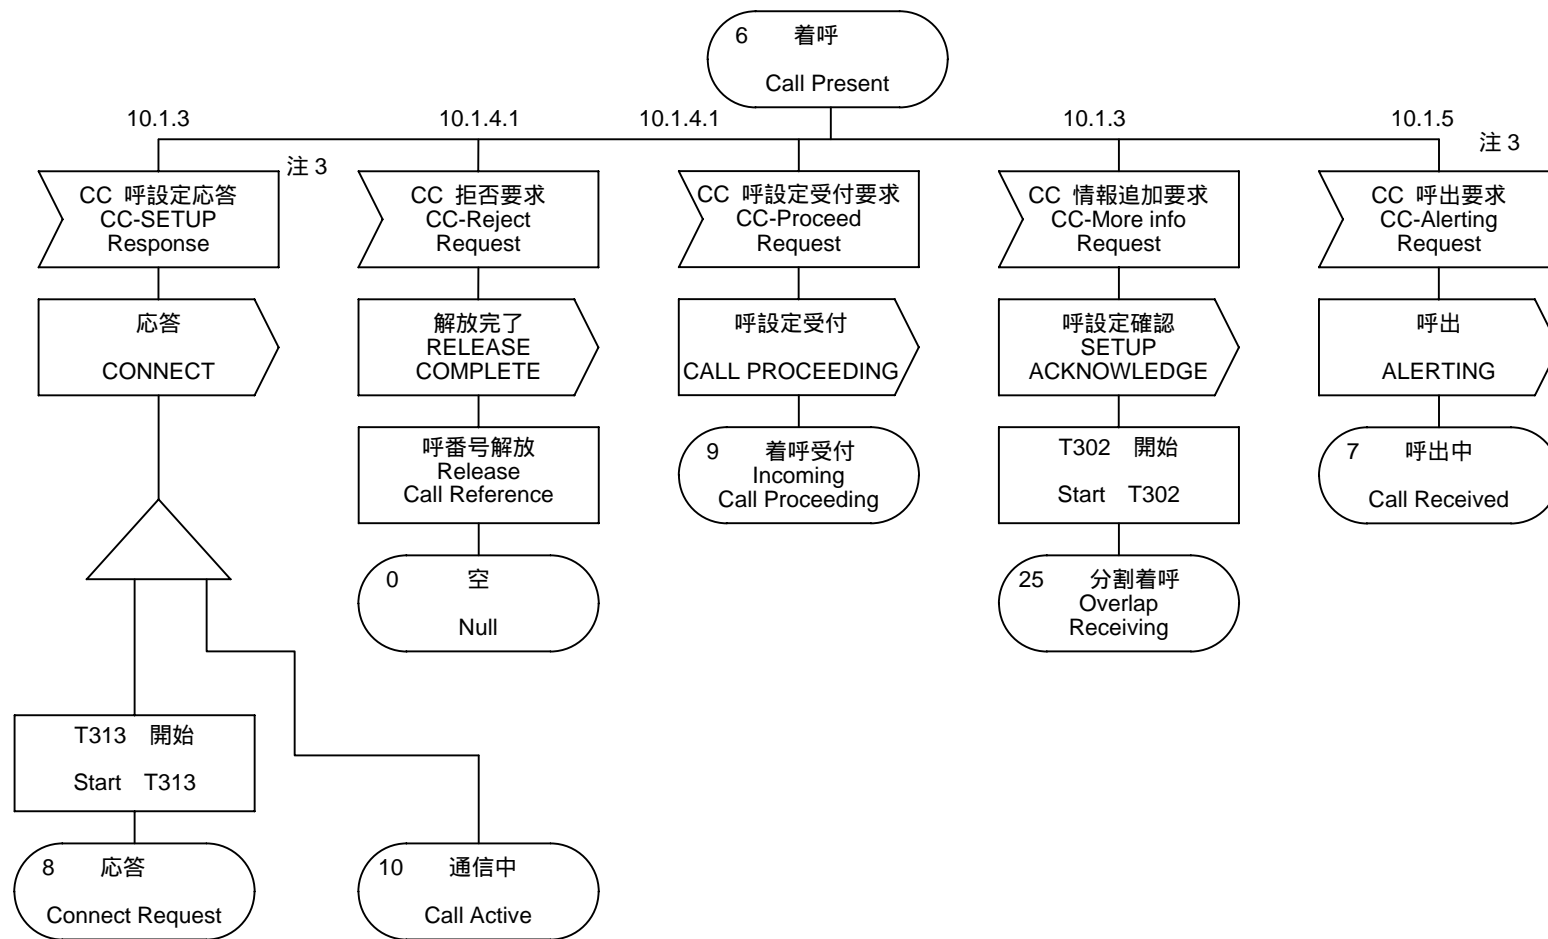 6 着呼
Call Present
10.1.3
10.1.4.1
10.1.4.1
10.1.3
10.1.5
注 3
注 3
CC 呼設定応答
CC-SETUP
Response
CC 拒否要求
CC-Reject
Request
CC 呼設定受付要求
CC-Proceed
Request
CC 情報追加要求
CC-More info
Request
CC 呼出要求
CC-Alerting
Request
応答
CONNECT
解放完了
RELEASE
COMPLETE
呼設定受付
CALL PROCEEDING
呼設定確認
SETUP
ACKNOWLEDGE
呼出
ALERTING
呼番号解放
Release
Call Reference
9 着呼受付
Incoming
Call Proceeding
T302 開始
Start T302
7 呼出中
Call Received
0 空
Null
25 分割着呼
Overlap
Receiving
T313 開始
Start T313
8 応答
Connect Request
10 通信中
Call Active